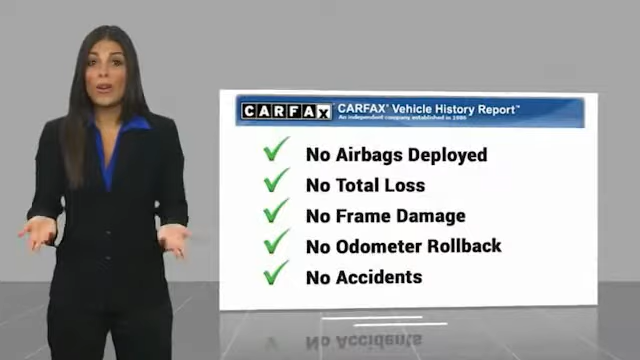 CARFAX CARFAX® Vehicle History Report™
An independent company established in 1986
No Airbags Deployed
No Total Loss
No Frame Damage
No Odometer Rollback
No Accidents